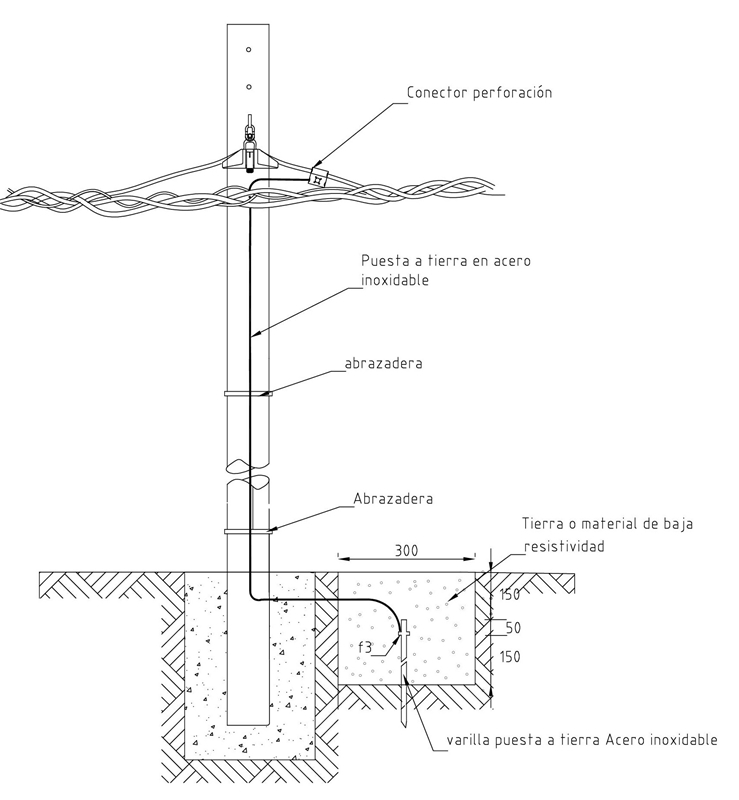 Conector perforación
Puesta a tierra en acero
inoxidable
abrazadera
Abrazadera
Tierra o material de baja
resistividad
300
150
50
f3
150
varilla puesta a tierra Acero inoxidable